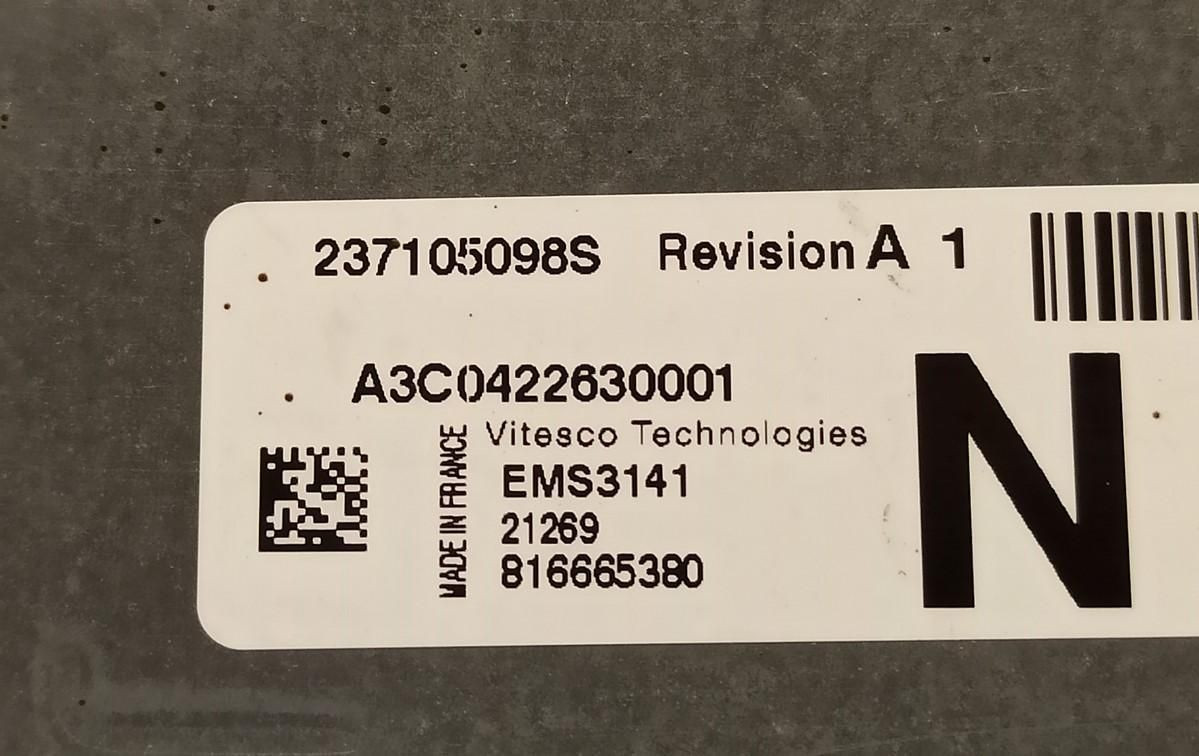 237105098S Revision A 1
A3C0422630001
Vitesco Technologies
MADE IN FRANCE
EMS3141
21269
816665380
N